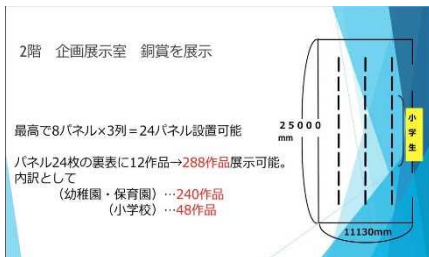 2階　企画展示室　銅賞を展示
最高で8パネル×3列＝24パネル設置可能
パネル24枚の裏表に12作品→288作品展示可能。
内訳として
（幼稚園・保育園）…240作品
（小学校）…48作品
25000
mm
小学生
11130mm